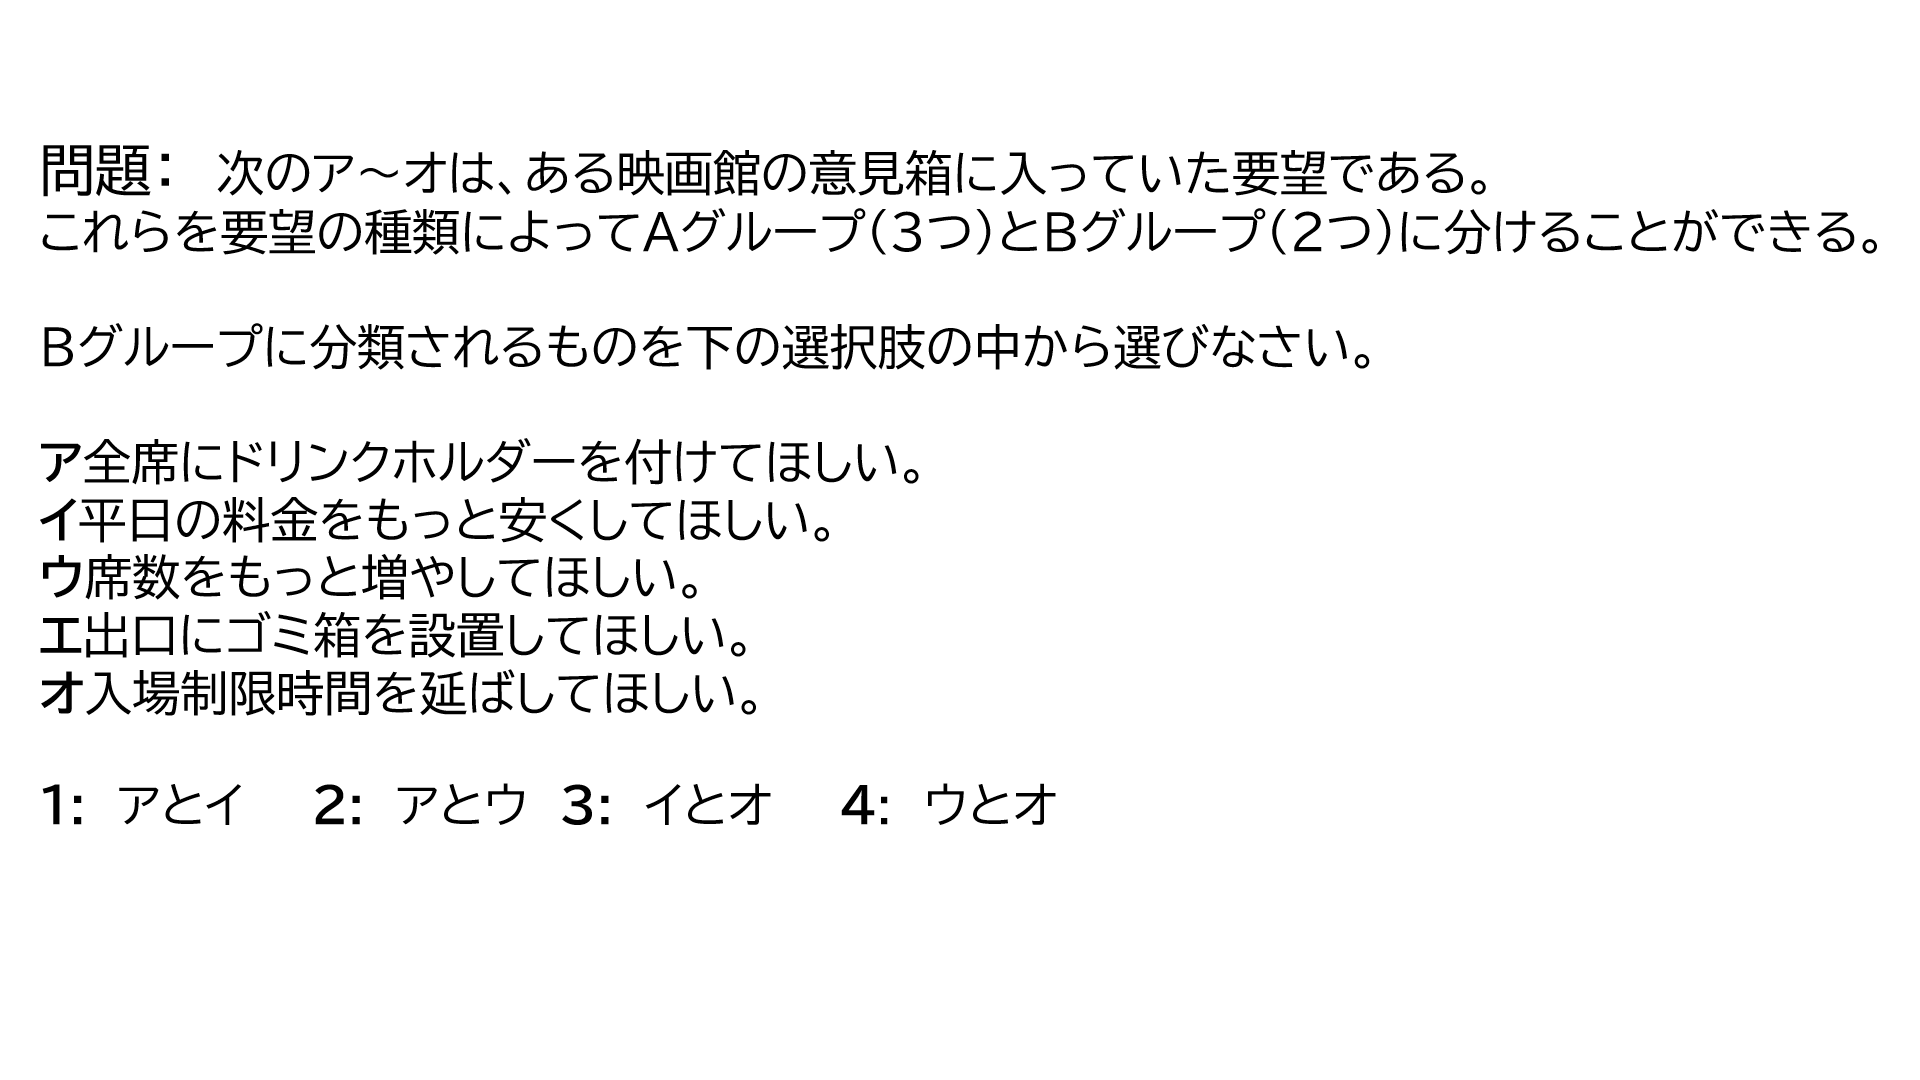 問題： 次のア～オは、ある映画館の意見箱に入っていた要望である。
これらを要望の種類によってAグループ（3つ）とBグループ（2つ）に分けることができる。
Bグループに分類されるものを下の選択肢の中から選びなさい。
ア全席にドリンクホルダーを付けてほしい。
イ平日の料金をもっと安くしてほしい。
ウ席数をもっと増やしてほしい。
エ出口にゴミ箱を設置してほしい。
オ入場制限時間を延ばしてほしい。
1： アとイ　2： アとウ　3： イとオ　4： ウとオ